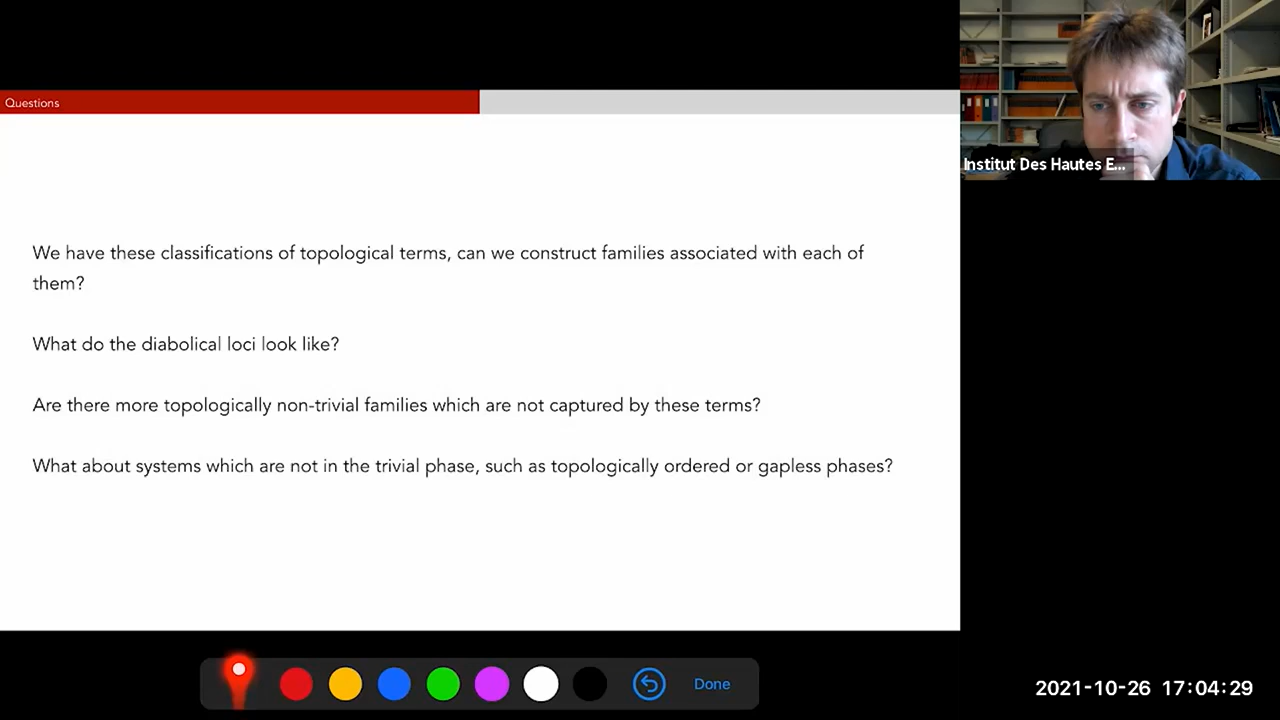 Questions
Institut Des Hautes E...
We have these classifications of topological terms, can we construct families associated with each of
them?
What do the diabolical loci look like?
Are there more topologically non-trivial families which are not captured by these terms?
What about systems which are not in the trivial phase, such as topologically ordered or gapless phases?
Done
2021-10-26 17:04:29